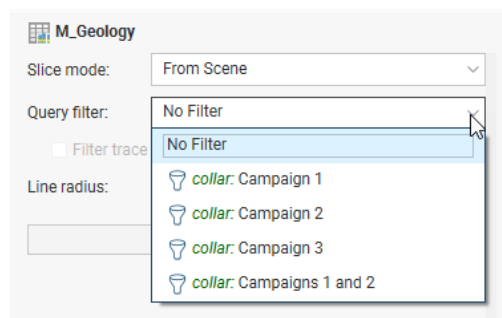 M_Geology
Slice mode: From Scene
Query filter: No Filter
No Filter
Filter trace
collar: Campaign 1
Line radius:
collar: Campaign 2
collar: Campaign 3
collar: Campaigns 1 and 2